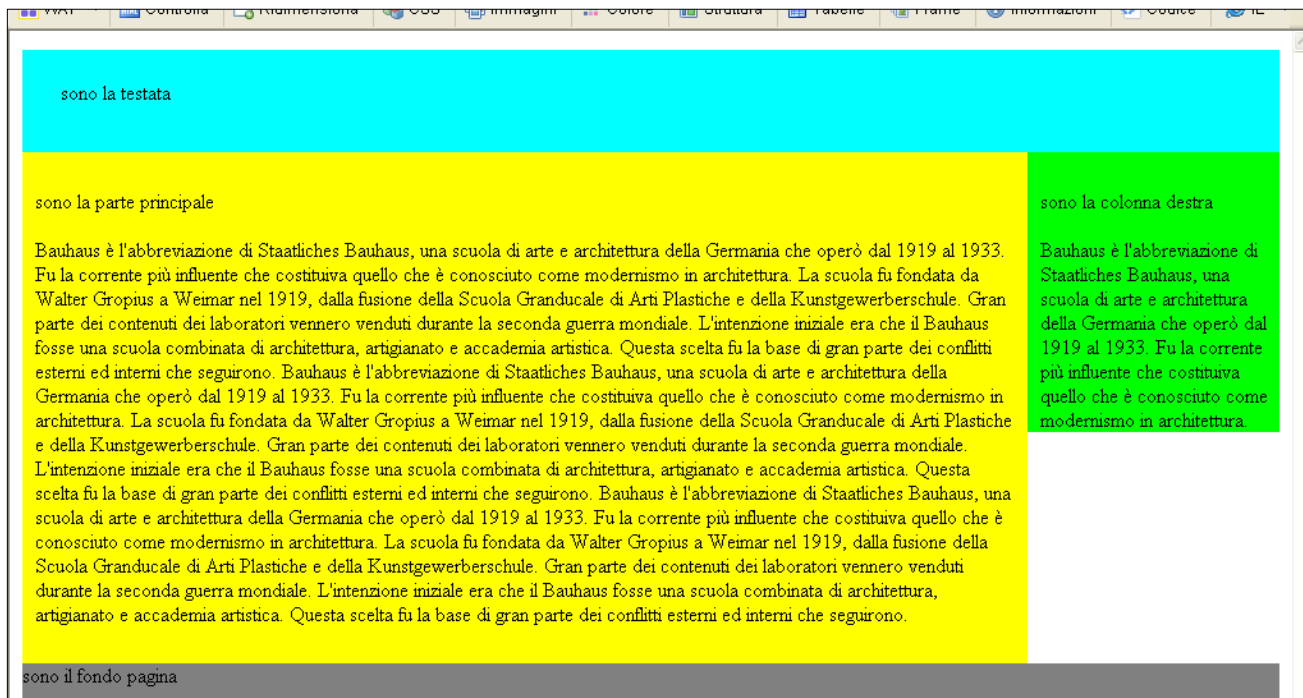 WAT Controlla Ridimensiona CSS Immagini Colore Struttura Tabelle Frame Informazioni Codice IE
sono la testata
sono la parte principale
Bauhaus è l'abbreviazione di Staatliches Bauhaus, una scuola di arte e architettura della Germania che operò dal 1919 al 1933.
Fu la corrente più influente che costituiva quello che è conosciuto come modernismo in architettura. La scuola fu fondata da
Walter Gropius a Weimar nel 1919, dalla fusione della Scuola Granducale di Arti Plastiche e della Kunstgewerberschule. Gran
parte dei contenuti dei laboratori vennero venduti durante la seconda guerra mondiale. L'intenzione iniziale era che il Bauhaus
fosse una scuola combinata di architettura, artigianato e accademia artistica. Questa scelta fu la base di gran parte dei conflitti
esterni ed interni che seguirono. Bauhaus è l'abbreviazione di Staatliches Bauhaus, una scuola di arte e architettura della
Germania che operò dal 1919 al 1933. Fu la corrente più influente che costituiva quello che è conosciuto come modernismo in
architettura. La scuola fu fondata da Walter Gropius a Weimar nel 1919, dalla fusione della Scuola Granducale di Arti Plastiche
e della Kunstgewerberschule. Gran parte dei contenuti dei laboratori vennero venduti durante la seconda guerra mondiale.
L'intenzione iniziale era che il Bauhaus fosse una scuola combinata di architettura, artigianato e accademia artistica. Questa
scelta fu la base di gran parte dei conflitti esterni ed interni che seguirono. Bauhaus è l'abbreviazione di Staatliches Bauhaus, una
scuola di arte e architettura della Germania che operò dal 1919 al 1933. Fu la corrente più influente che costituiva quello che è
conosciuto come modernismo in architettura. La scuola fu fondata da Walter Gropius a Weimar nel 1919, dalla fusione della
Scuola Granducale di Arti Plastiche e della Kunstgewerberschule. Gran parte dei contenuti dei laboratori vennero venduti
durante la seconda guerra mondiale. L'intenzione iniziale era che il Bauhaus fosse una scuola combinata di architettura,
artigianato e accademia artistica. Questa scelta fu la base di gran parte dei conflitti esterni ed interni che seguirono.
sono la colonna destra
Bauhaus è l'abbreviazione di
Staatliches Bauhaus, una
scuola di arte e architettura
della Germania che operò dal
1919 al 1933. Fu la corrente
più influente che costituiva
quello che è conosciuto come
modernismo in architettura.
sono il fondo pagina